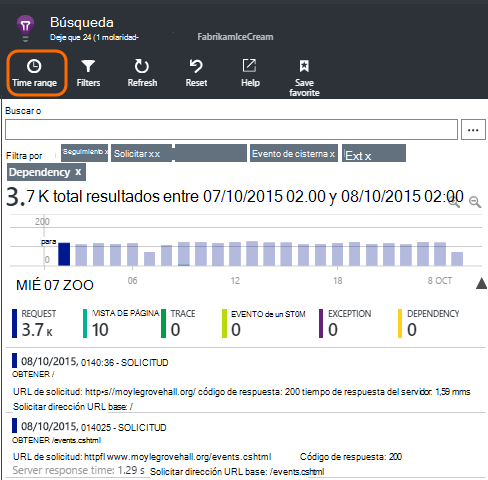 Búsqueda
Deje que 24 (1 molaridad-
FabrikamIceCream
Time range Filters Refresh Reset Help Save favorite
Buscar o
...
Filtra por Seguimiento x Solicitar x x Evento de cisterna x Ext x
Dependency x
3.7 K total resultados entre 07/10/2015 02.00 y 08/10/2015 02:00
200
para
0
MIÉ 07 ZOO 06 12 18 8 OCT
REQUEST VISTA DE PÁGINA TRACE EVENTO de un ST0M EXCEPTION DEPENDENCY
3.7 K 10 0 0 0 0
08/10/2015, 0140:36 - SOLICITUD
OBTENER /
URL de solicitud: http-s//moylegrovehall.org/ código de respuesta: 200 tiempo de respuesta del servidor: 1,59 mms
Solicitar dirección URL base: /
08/10/2015, 014025 - SOLICITUD
OBTENER /events.cshtml
URL de solicitud: httpfl www.moylegrovehall.org/events.cshtml Código de respuesta: 200
Server response time: 1.29 s Solicitar dirección URL base: /events.cshtml